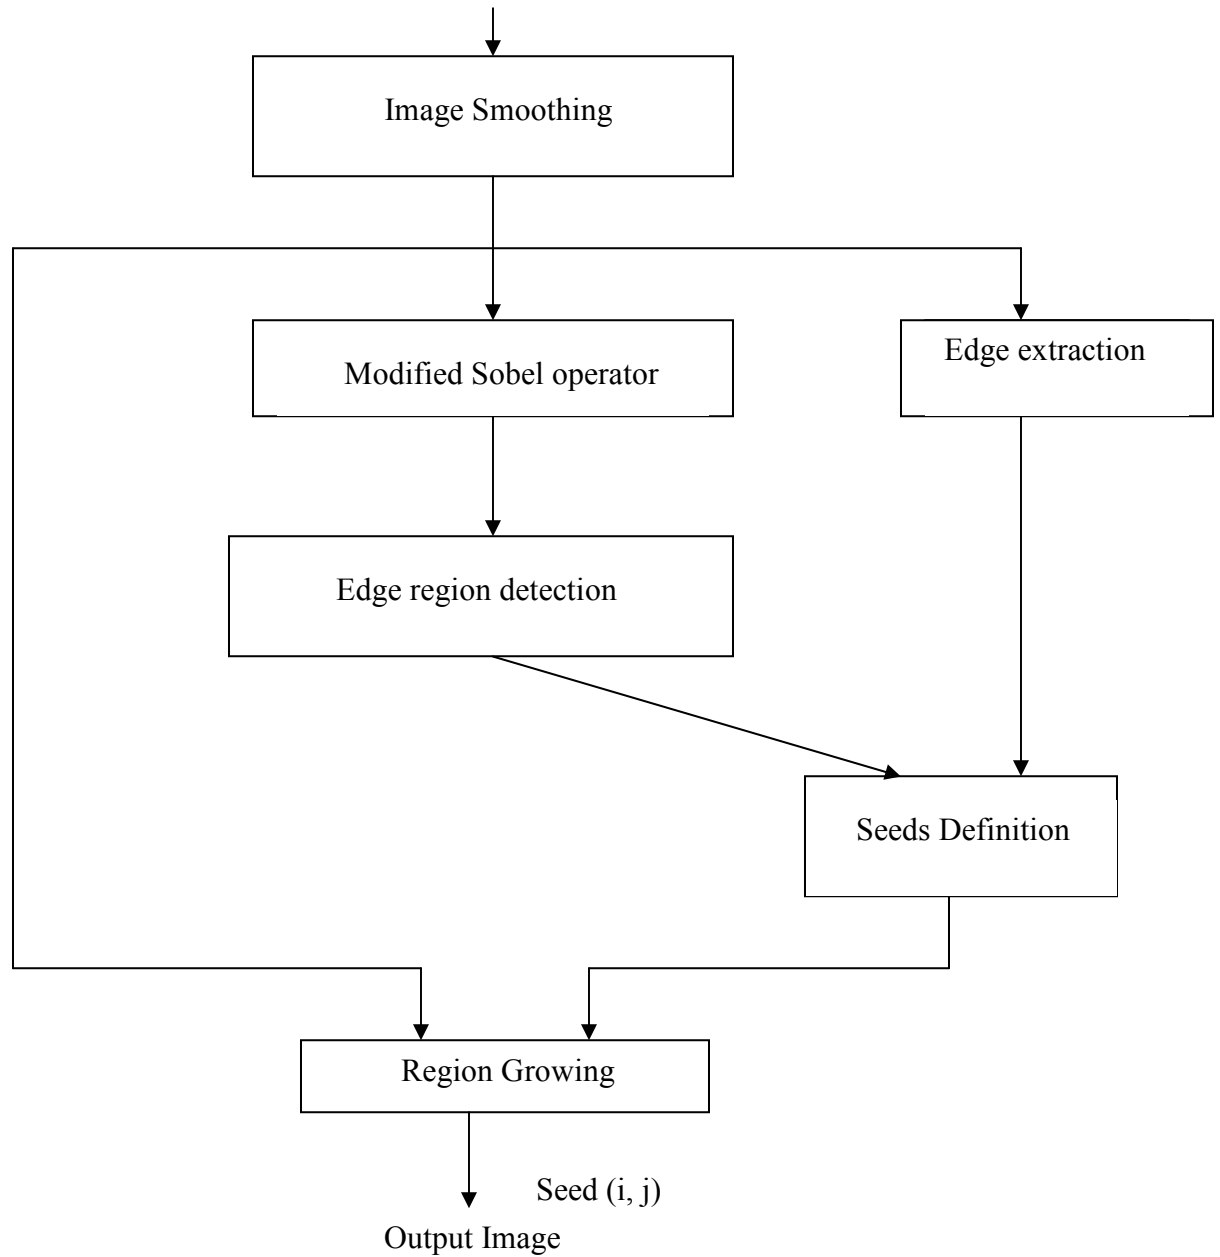 Image Smoothing
Modified Sobel operator
Edge extraction
Edge region detection
Seeds Definition
Region Growing
Seed (i, j)
Output Image